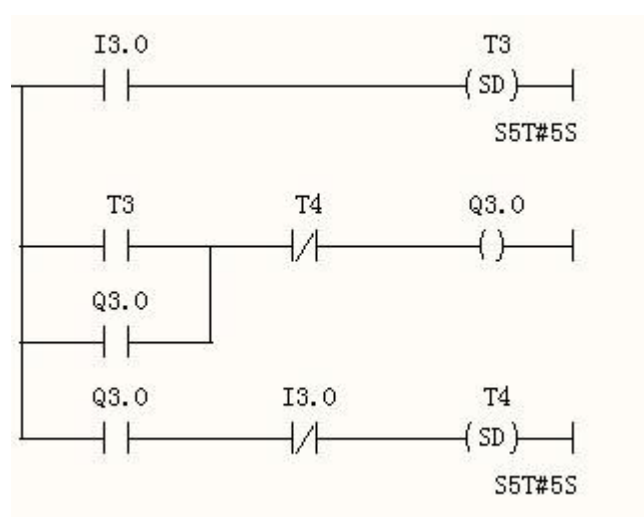 I3.0 T3
(SD)
S5T#5S
T3 T4 Q3.0
( )
Q3.0
Q3.0 I3.0 T4
(SD)
S5T#5S